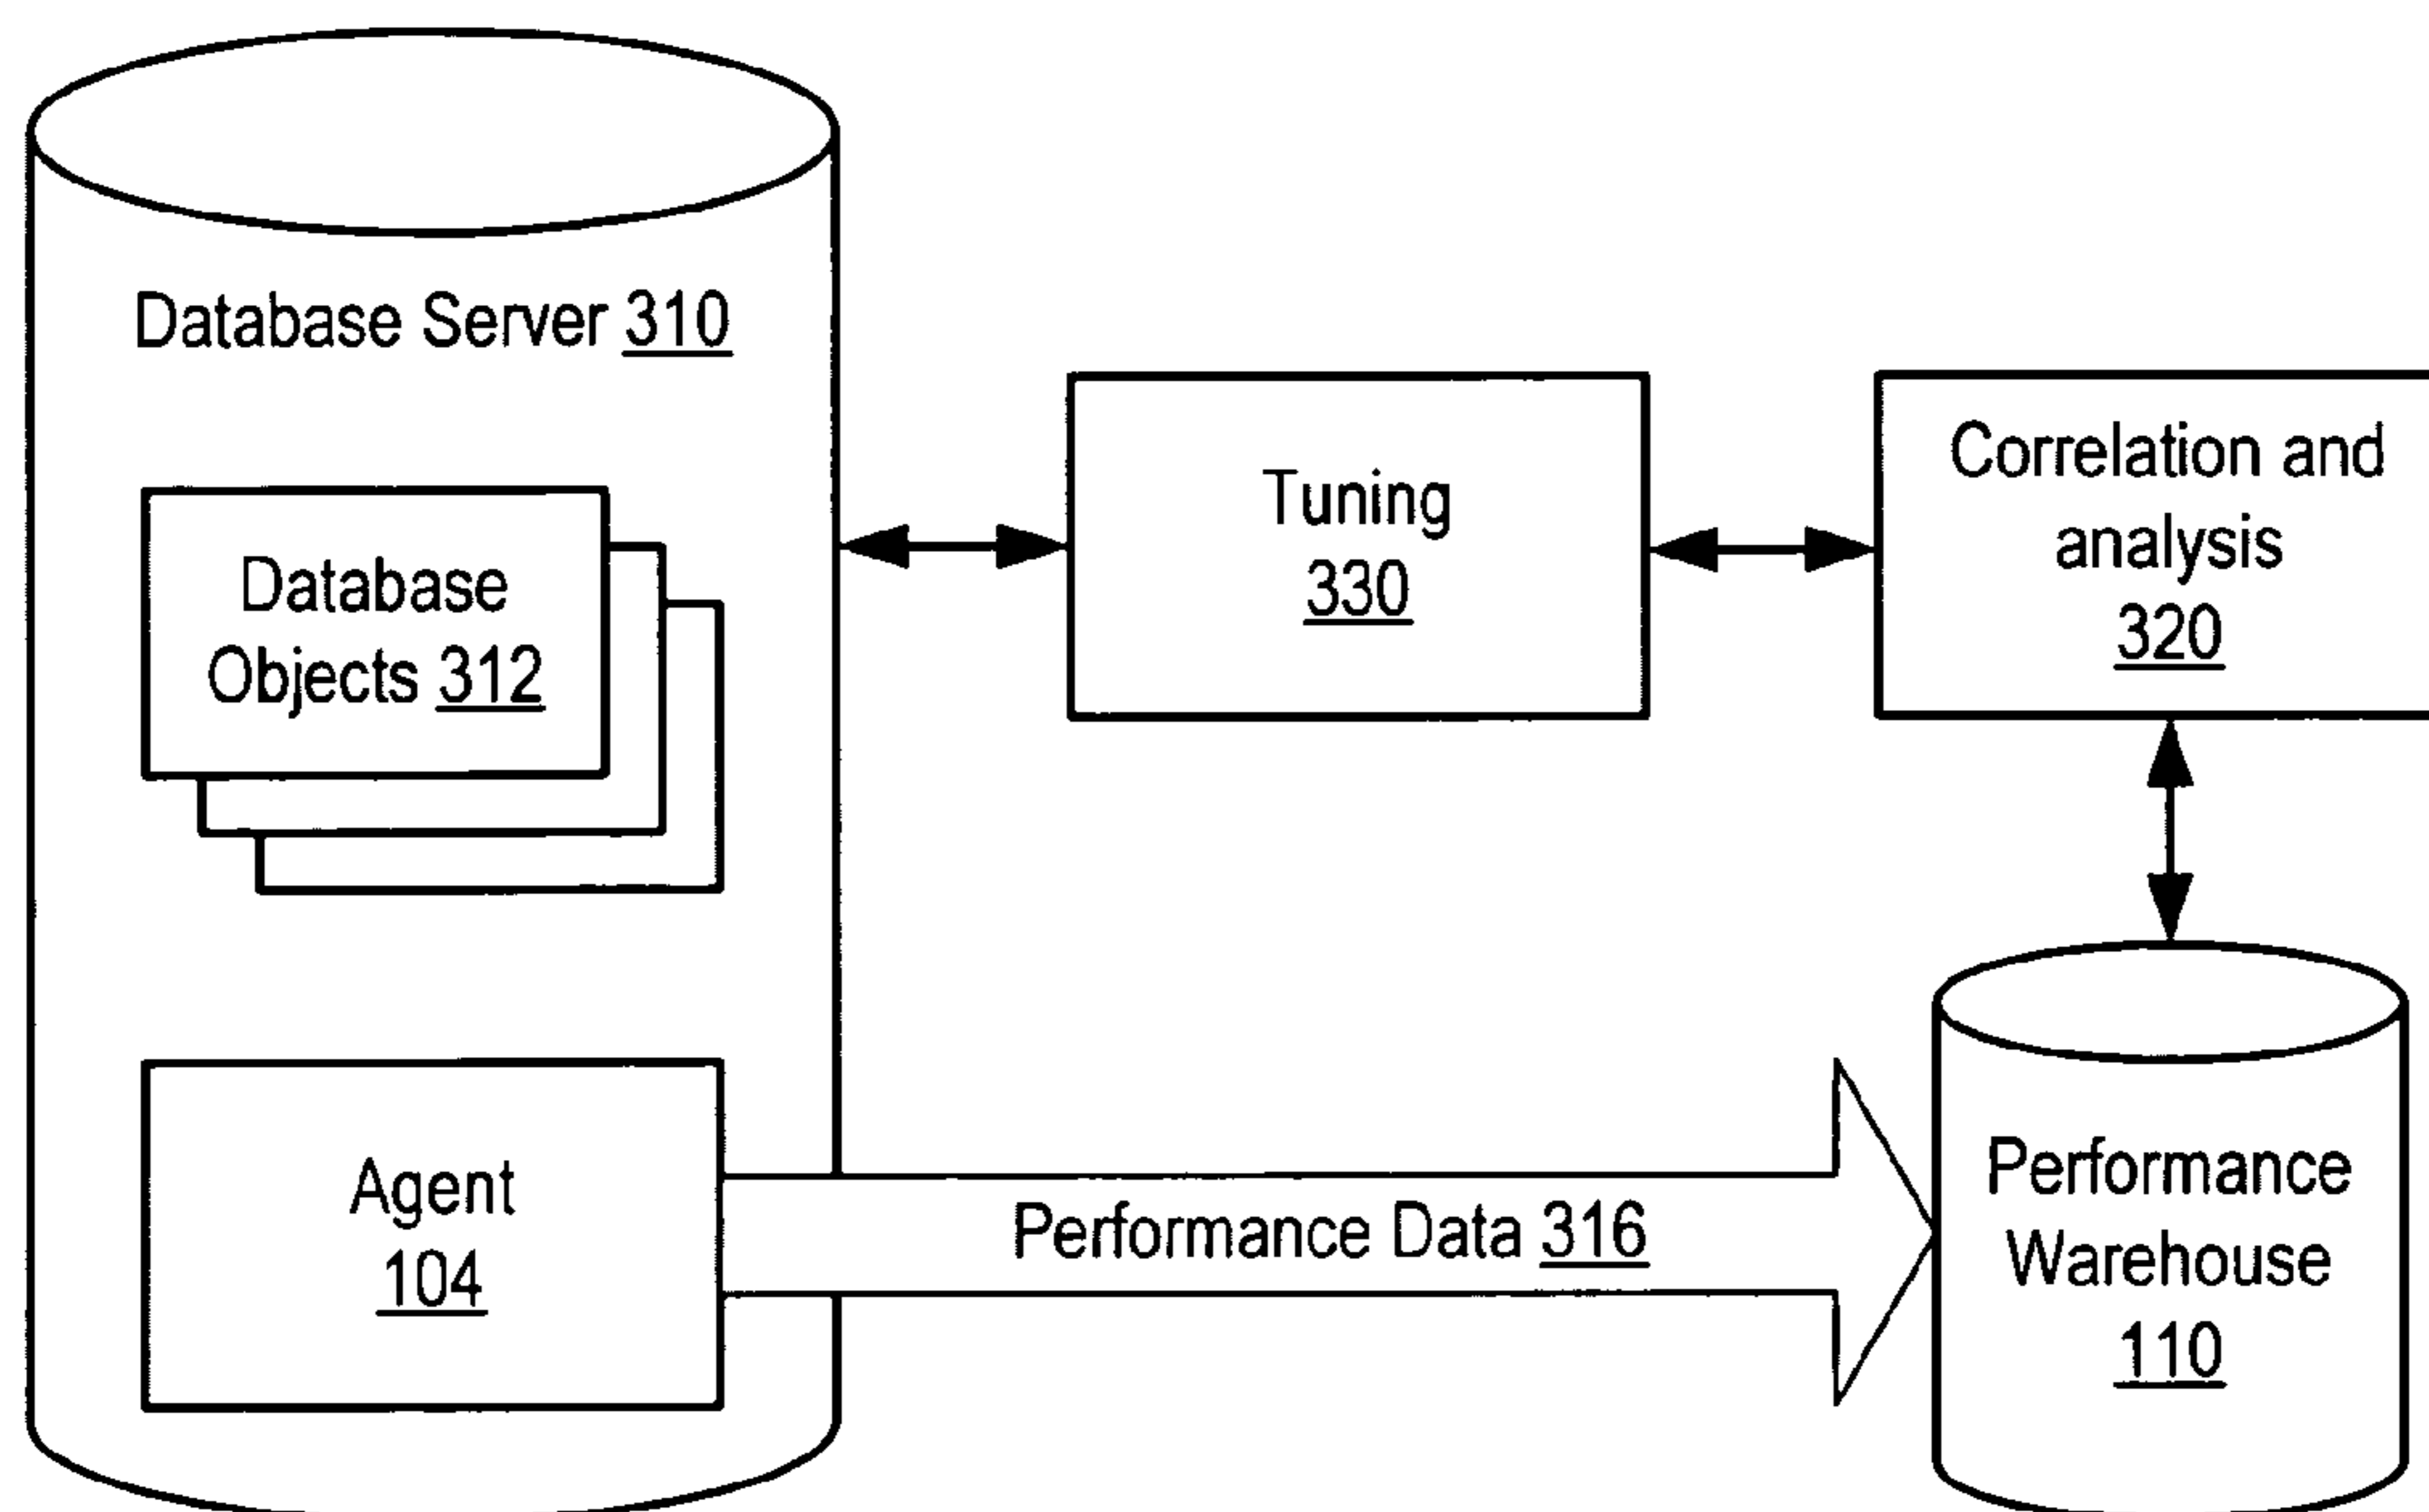 Database Server 310
Database
Objects 312
Tuning
330
Correlation and
analysis
320
Agent
104
Performance Data 316
Performance
Warehouse
110